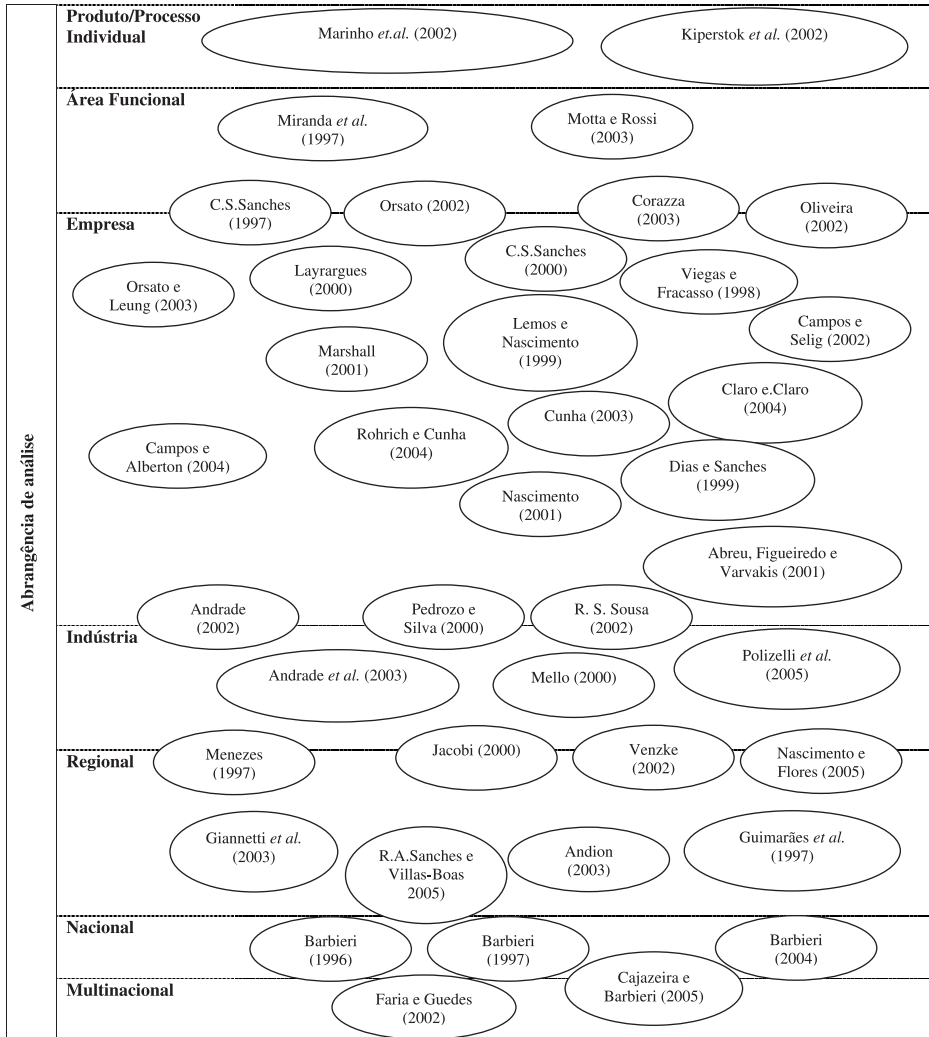 Produto/Processo
Individual
Marinho et.al. (2002)
Kiperstok et al. (2002)
Área Funcional
Miranda et al.
(1997)
Motta e Rossi
(2003)
C.S.Sanches
(1997)
Orsato (2002)
Corazza
(2003)
Oliveira
(2002)
Empresa
C.S.Sanches
(2000)
Orsato e
Leung (2003)
Layrargues
(2000)
Viegas e
Fracasso (1998)
Lemos e
Nascimento
(1999)
Campos e
Selig (2002)
Marshall
(2001)
Claro e.Claro
(2004)
Cunha (2003)
Campos e
Alberton (2004)
Rohrich e Cunha
(2004)
Dias e Sanches
(1999)
Nascimento
(2001)
Abreu, Figueiredo e
Varvakis (2001)
Andrade
(2002)
Pedrozo e
Silva (2000)
R. S. Sousa
(2002)
Indústria
Andrade et al. (2003)
Mello (2000)
Polizelli et al.
(2005)
Regional
Menezes
(1997)
Jacobi (2000)
Venzke
(2002)
Nascimento e
Flores (2005)
Giannetti et al.
(2003)
R.A.Sanches e
Villas-Boas
2005)
Andion
(2003)
Guimarães et al.
(1997)
Nacional
Barbieri
(1996)
Barbieri
(1997)
Barbieri
(2004)
Cajazeira e
Barbieri (2005)
Multinacional
Faria e Guedes
(2002)
Abrangência de análise